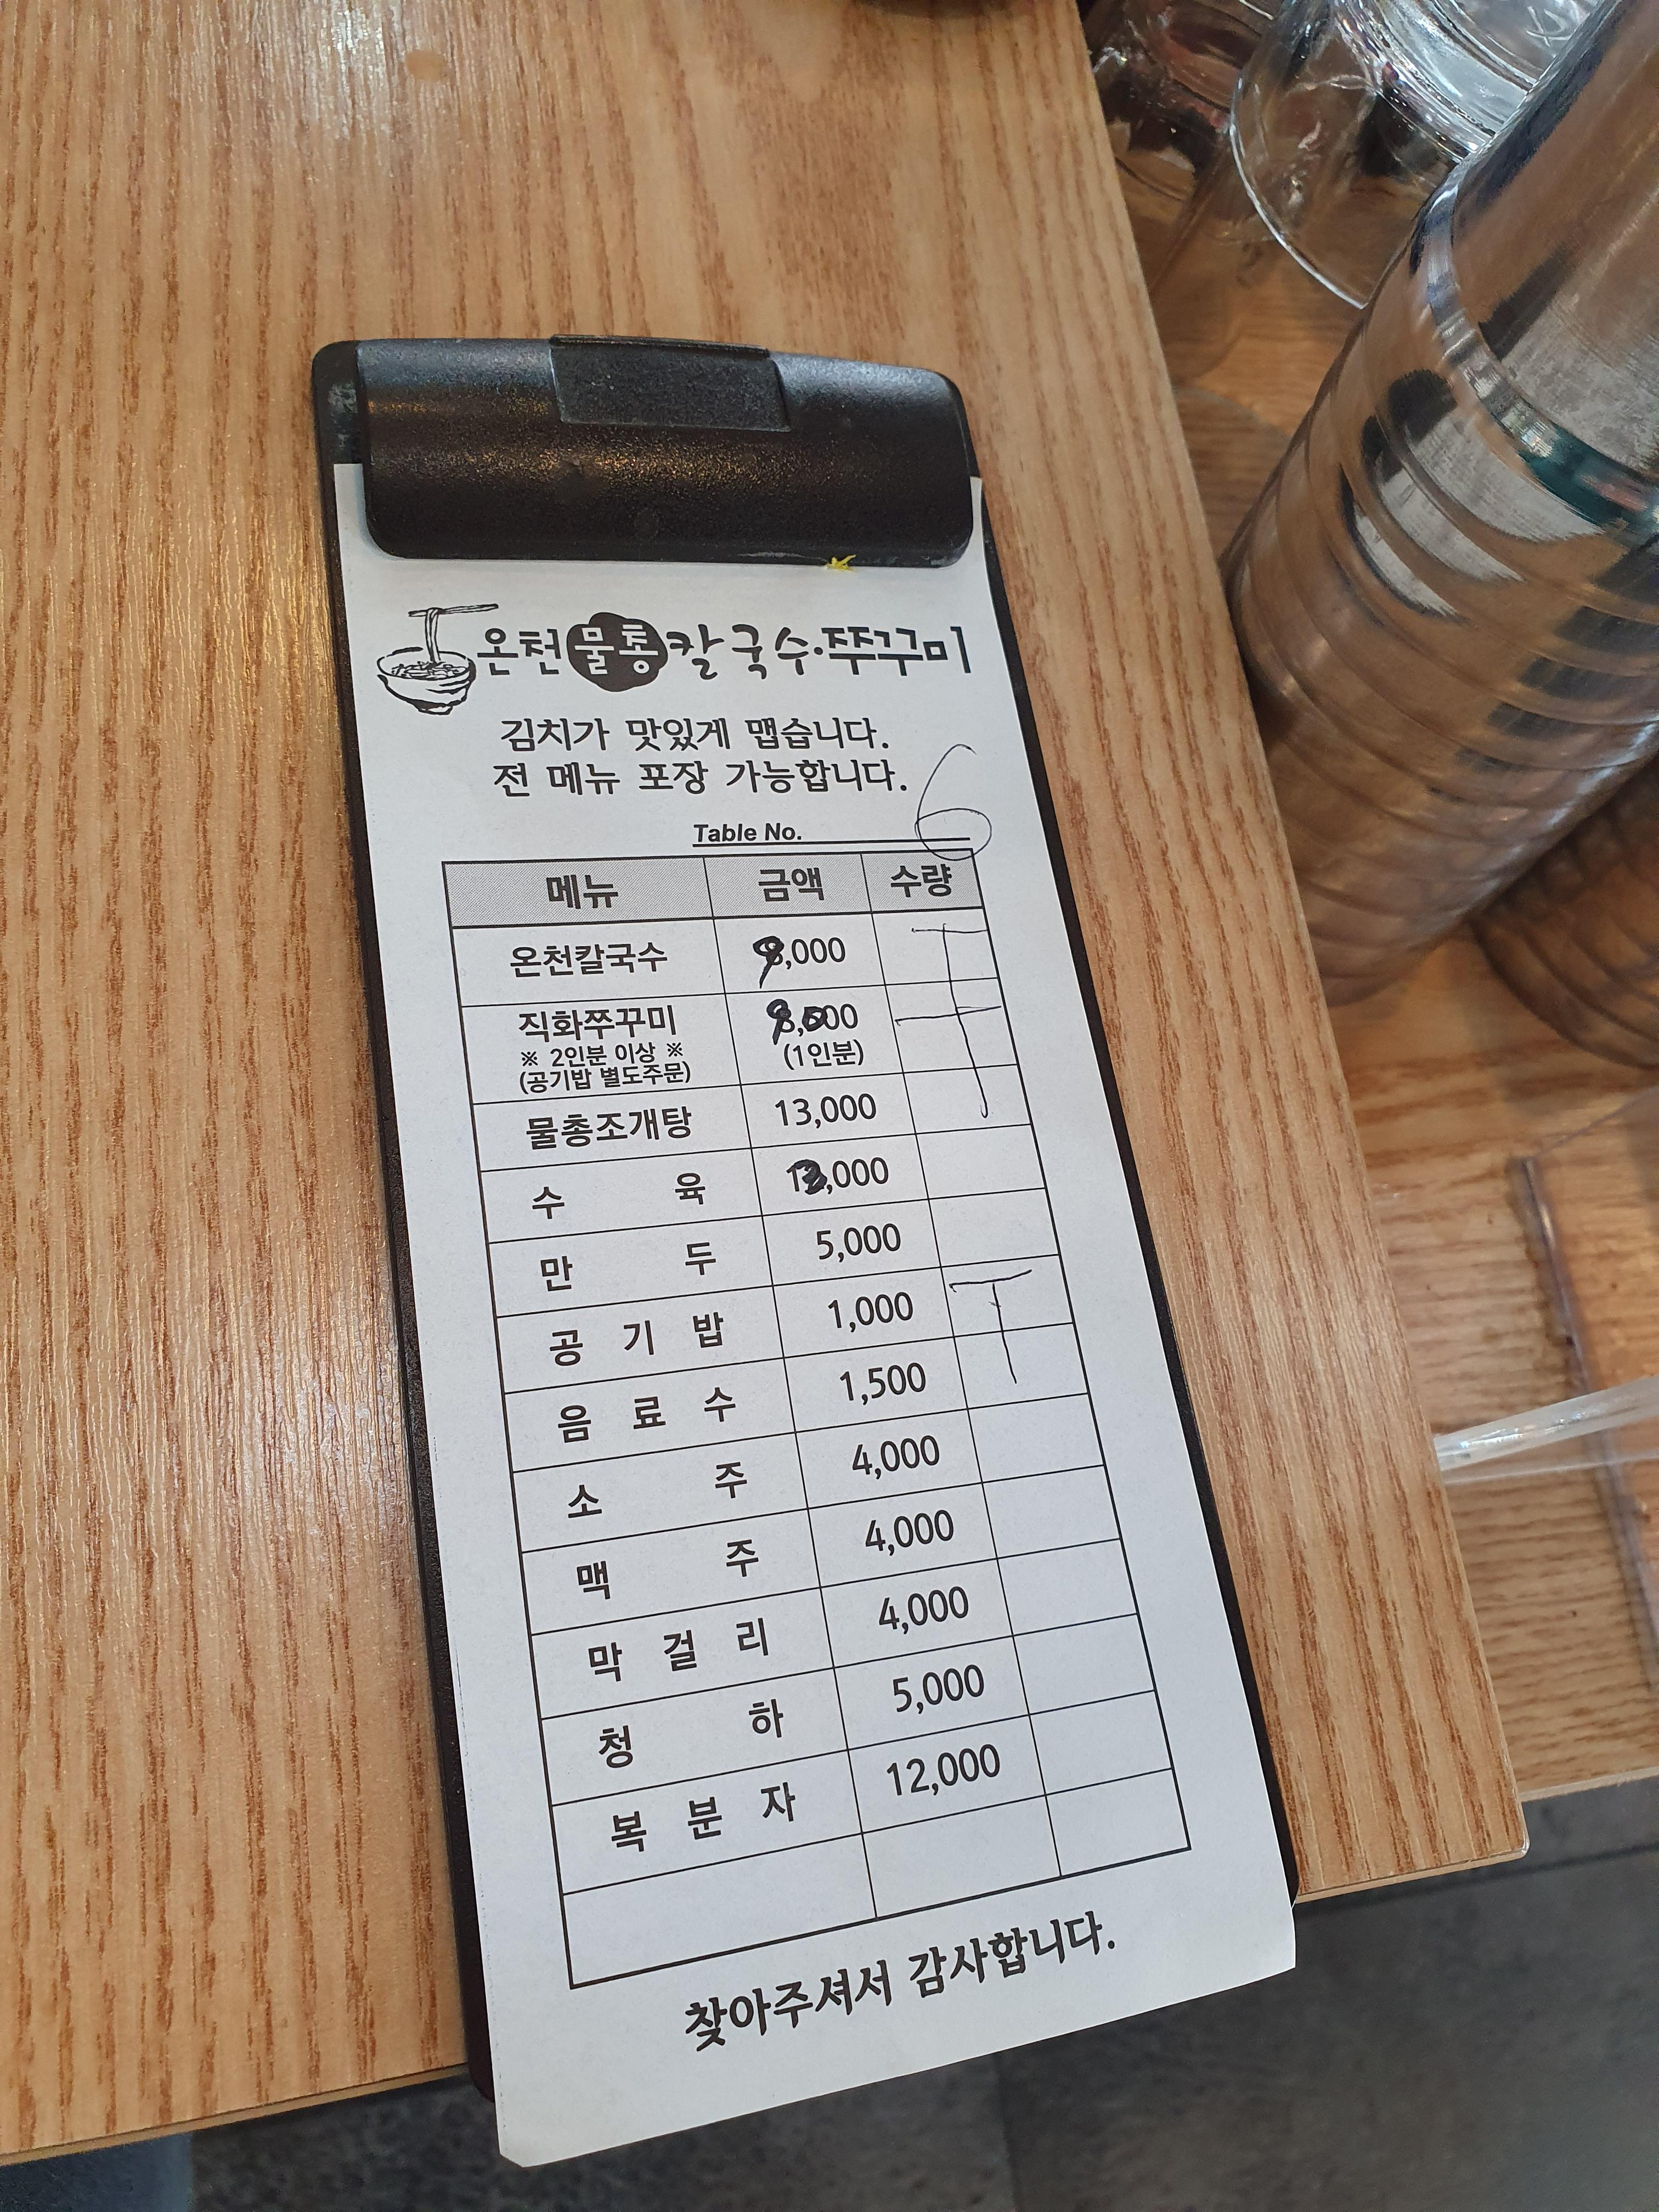 온천물총칼국수·쭈꾸미
김치가 맛있게 맵습니다.
전 메뉴 포장 가능합니다.
Table No. 6
메뉴 금액 수량
온천칼국수 9,000
직화쭈꾸미 9,000
※ 2인분 이상 ※ (1인분)
(공기밥 별도주문)
물총조개탕 13,000
수 육
만 두 5,000
공 기 밥 1,000
음 료 수 1,500
소 주 4,000
맥 주 4,000
막 걸 리 4,000
청 하 5,000
복 분 자 12,000
찾아주셔서 감사합니다.